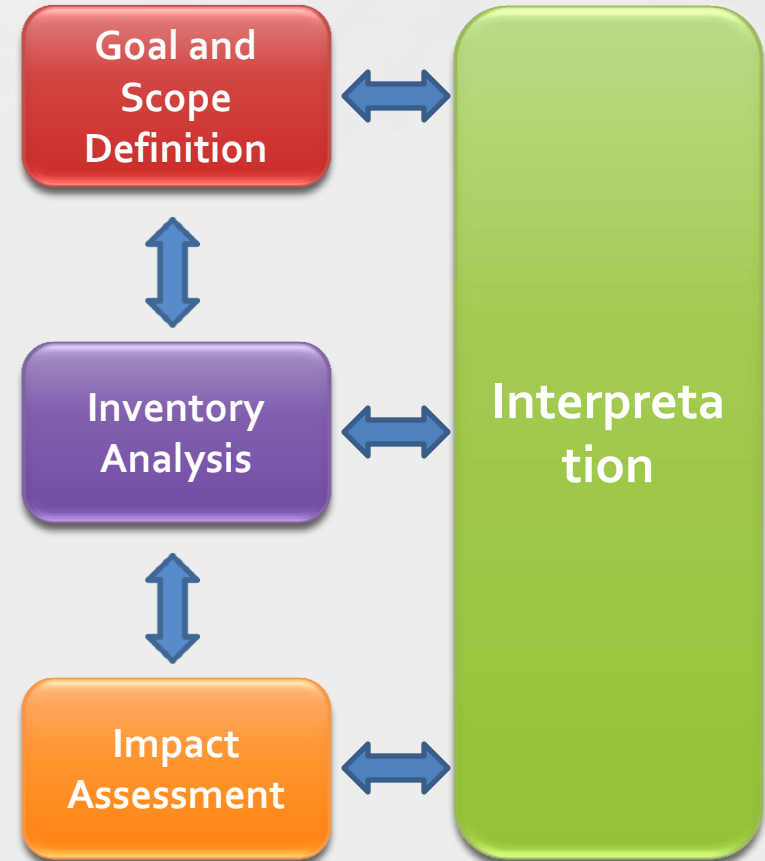 Goal and
Scope
Definition
Inventory
Analysis
Impact
Assessment
Interpreta
tion